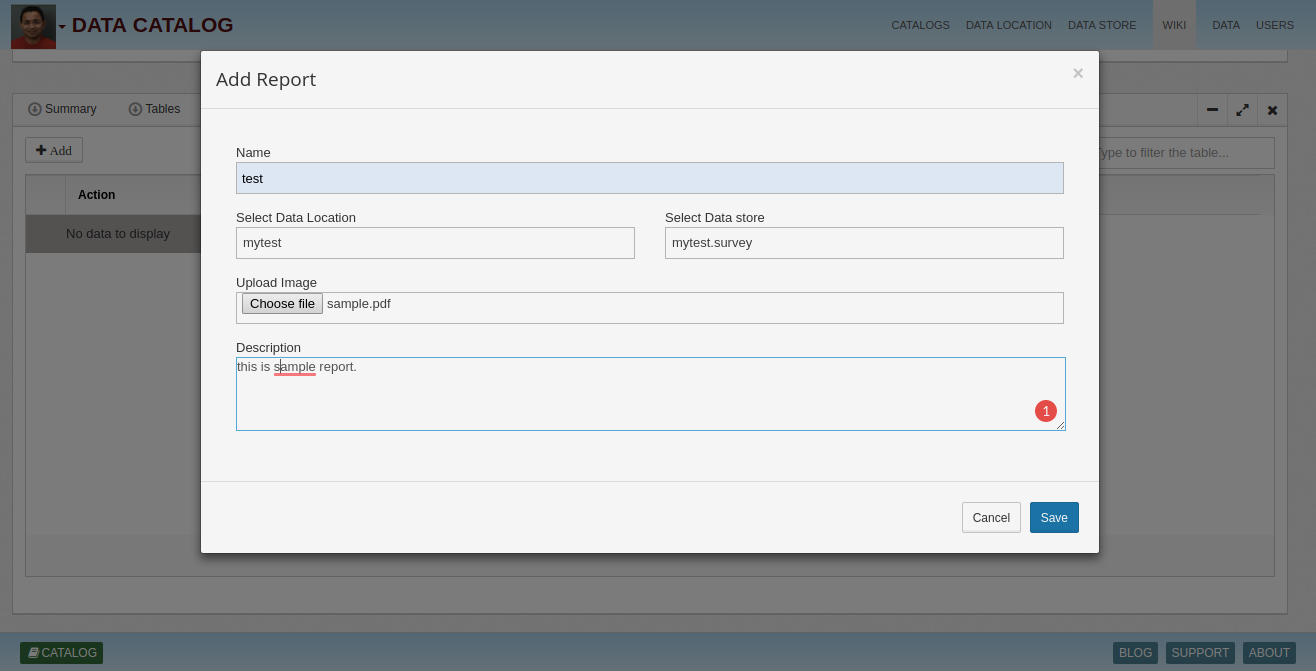 DATA CATALOG
CATALOGS DATA LOCATION DATA STORE WIKI DATA USERS
Add Report ×
Summary Tables
Add
Type to filter the table...
Action
No data to display
Name
test
Select Data Location Select Data store
mytest mytest.survey
Upload Image
Choose file sample.pdf
Description
this is sample report.
1
Cancel Save
CATALOG BLOG SUPPORT ABOUT